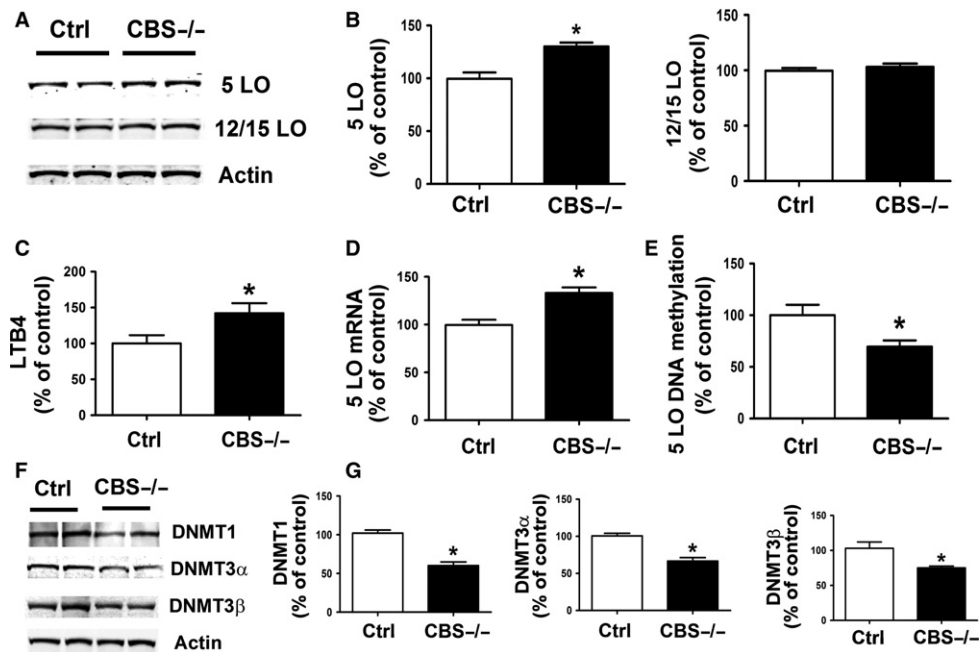 A
Ctrl CBS−/−
5 LO
12/15 LO
Actin
B
5 LO
(% of control)
150
100
50
0
*
Ctrl CBS−/−
12/15 LO
(% of control)
150
100
50
0
Ctrl CBS−/−
C
LTB4
(% of control)
200
150
100
50
0
*
Ctrl CBS−/−
D
5 LO mRNA
(% of control)
150
100
50
0
*
Ctrl CBS−/−
E
5 LO DNA methylation
(% of control)
150
100
50
0
*
Ctrl CBS−/−
F
Ctrl CBS−/−
DNMT1
DNMT3α
DNMT3β
Actin
G
DNMT1
(% of control)
150
100
50
0
*
Ctrl CBS−/−
DNMT3α
(% of control)
150
100
50
0
*
Ctrl CBS−/−
DNMT3β
(% of control)
150
100
50
0
*
Ctrl CBS−/−